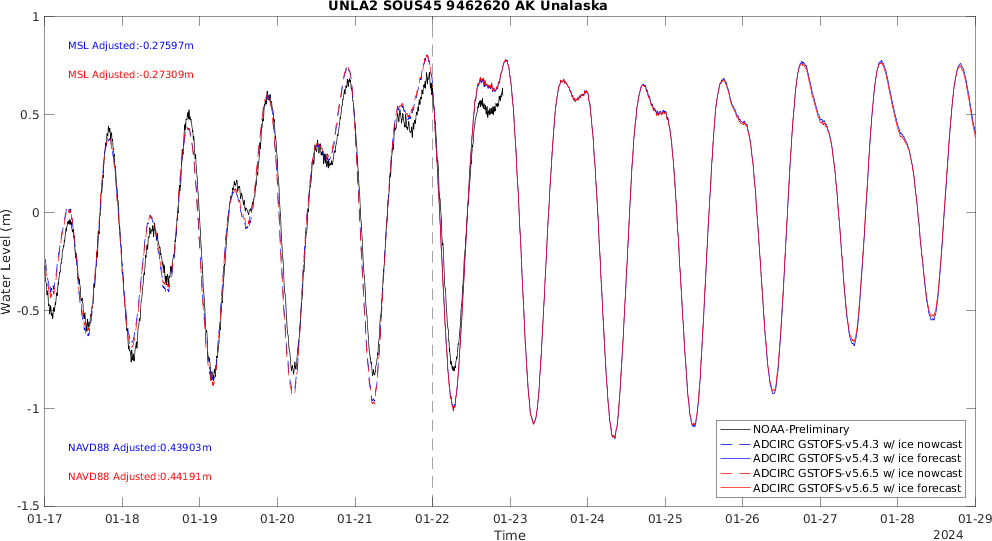 UNLA2 SOUS45 9462620 AK Unalaska
1
MSL Adjusted:-0.27597m
MSL Adjusted:-0.27309m
0.5
0
Water Level (m)
-0.5
-1
NAVD88 Adjusted:0.43903m
NAVD88 Adjusted:0.44191m
NOAA-Preliminary
ADCIRC GSTOFS-v5.4.3 w/ ice nowcast
ADCIRC GSTOFS-v5.4.3 w/ ice forecast
ADCIRC GSTOFS-v5.6.5 w/ ice nowcast
ADCIRC GSTOFS-v5.6.5 w/ ice forecast
-1.5
01-17 01-18 01-19 01-20 01-21 01-22 01-23 01-24 01-25 01-26 01-27 01-28 01-29
Time
2024